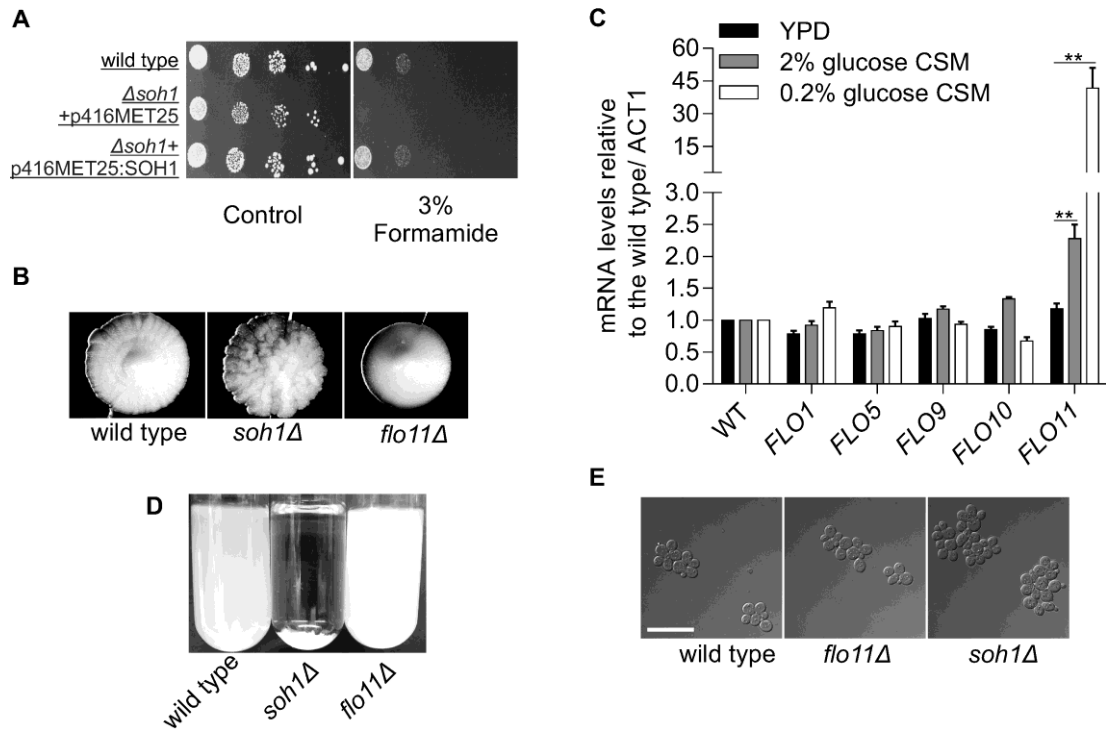 A
wild type
Δsoh1
+p416MET25
Δsoh1+
p416MET25:SOH1
Control
3%
Formamide
B
wild type
soh1Δ
flo11Δ
C
YPD
2% glucose CSM
0.2% glucose CSM
mRNA levels relative
to the wild type/ ACT1
60
45
30
15
3.0
2.5
2.0
1.5
1.0
0.5
0.0
**
**
WT
FLO1
FLO5
FLO9
FLO10
FLO11
D
wild type
soh1Δ
flo11Δ
E
wild type
flo11Δ
soh1Δ